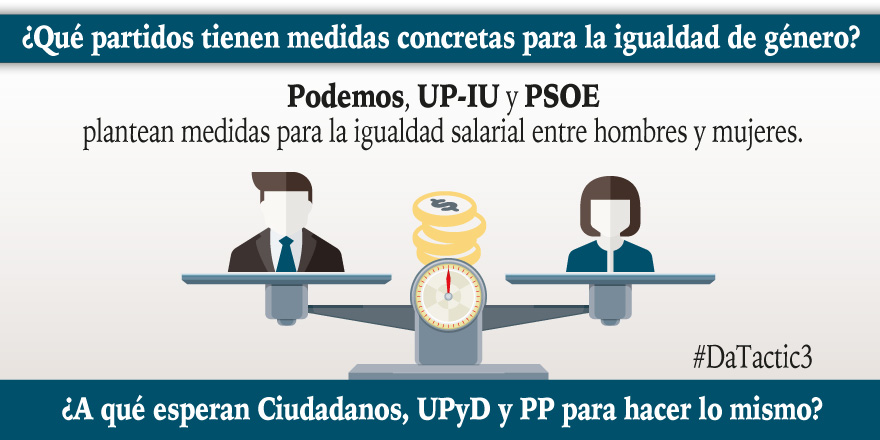 ¿Qué partidos tienen medidas concretas para la igualdad de género?
Podemos, UP-IU y PSOE
plantean medidas para la igualdad salarial entre hombres y mujeres.
$
#DaTactic3
¿A qué esperan Ciudadanos, UPyD y PP para hacer lo mismo?